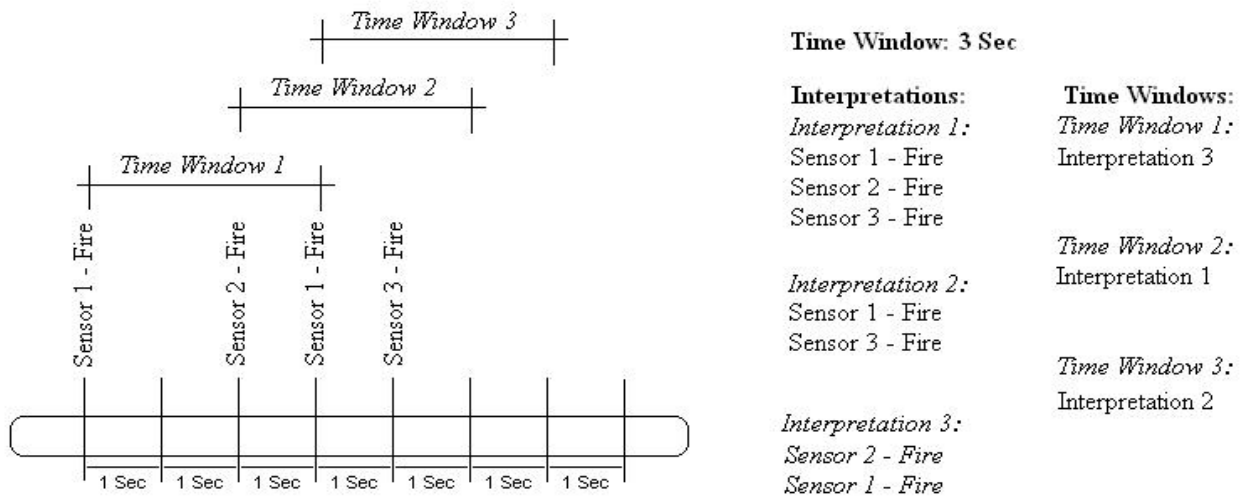 Time Window 3
Time Window 2
Time Window 1
Sensor 1 - Fire
Sensor 2 - Fire
Sensor 1 - Fire
Sensor 3 - Fire
1 Sec
1 Sec
1 Sec
1 Sec
1 Sec
1 Sec
1 Sec
Time Window: 3 Sec
Interpretations:
Interpretation 1:
Sensor 1 - Fire
Sensor 2 - Fire
Sensor 3 - Fire
Interpretation 2:
Sensor 1 - Fire
Sensor 3 - Fire
Interpretation 3:
Sensor 2 - Fire
Sensor 1 - Fire
Time Windows:
Time Window 1:
Interpretation 3
Time Window 2:
Interpretation 1
Time Window 3:
Interpretation 2